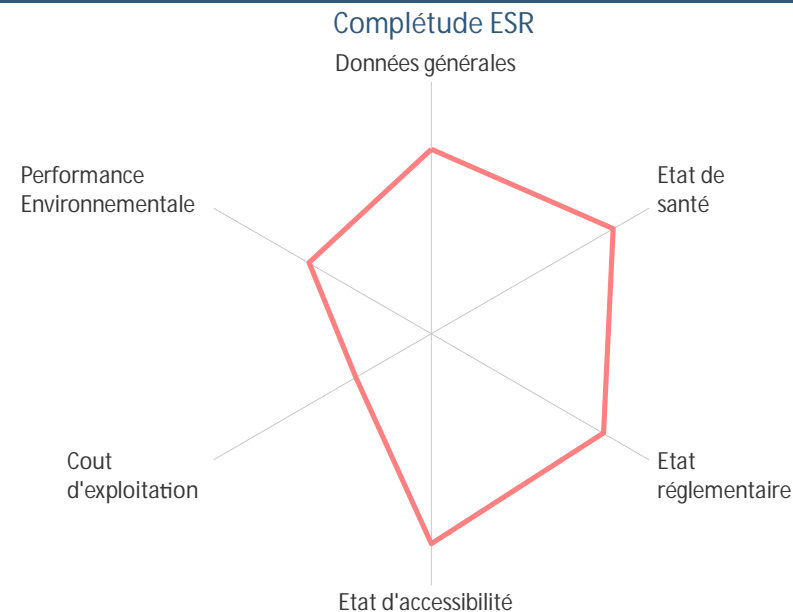 Complétude ESR
Données générales
Performance
Environnementale
Etat de
santé
Cout
d'exploitation
Etat
réglementaire
Etat d'accessibilité